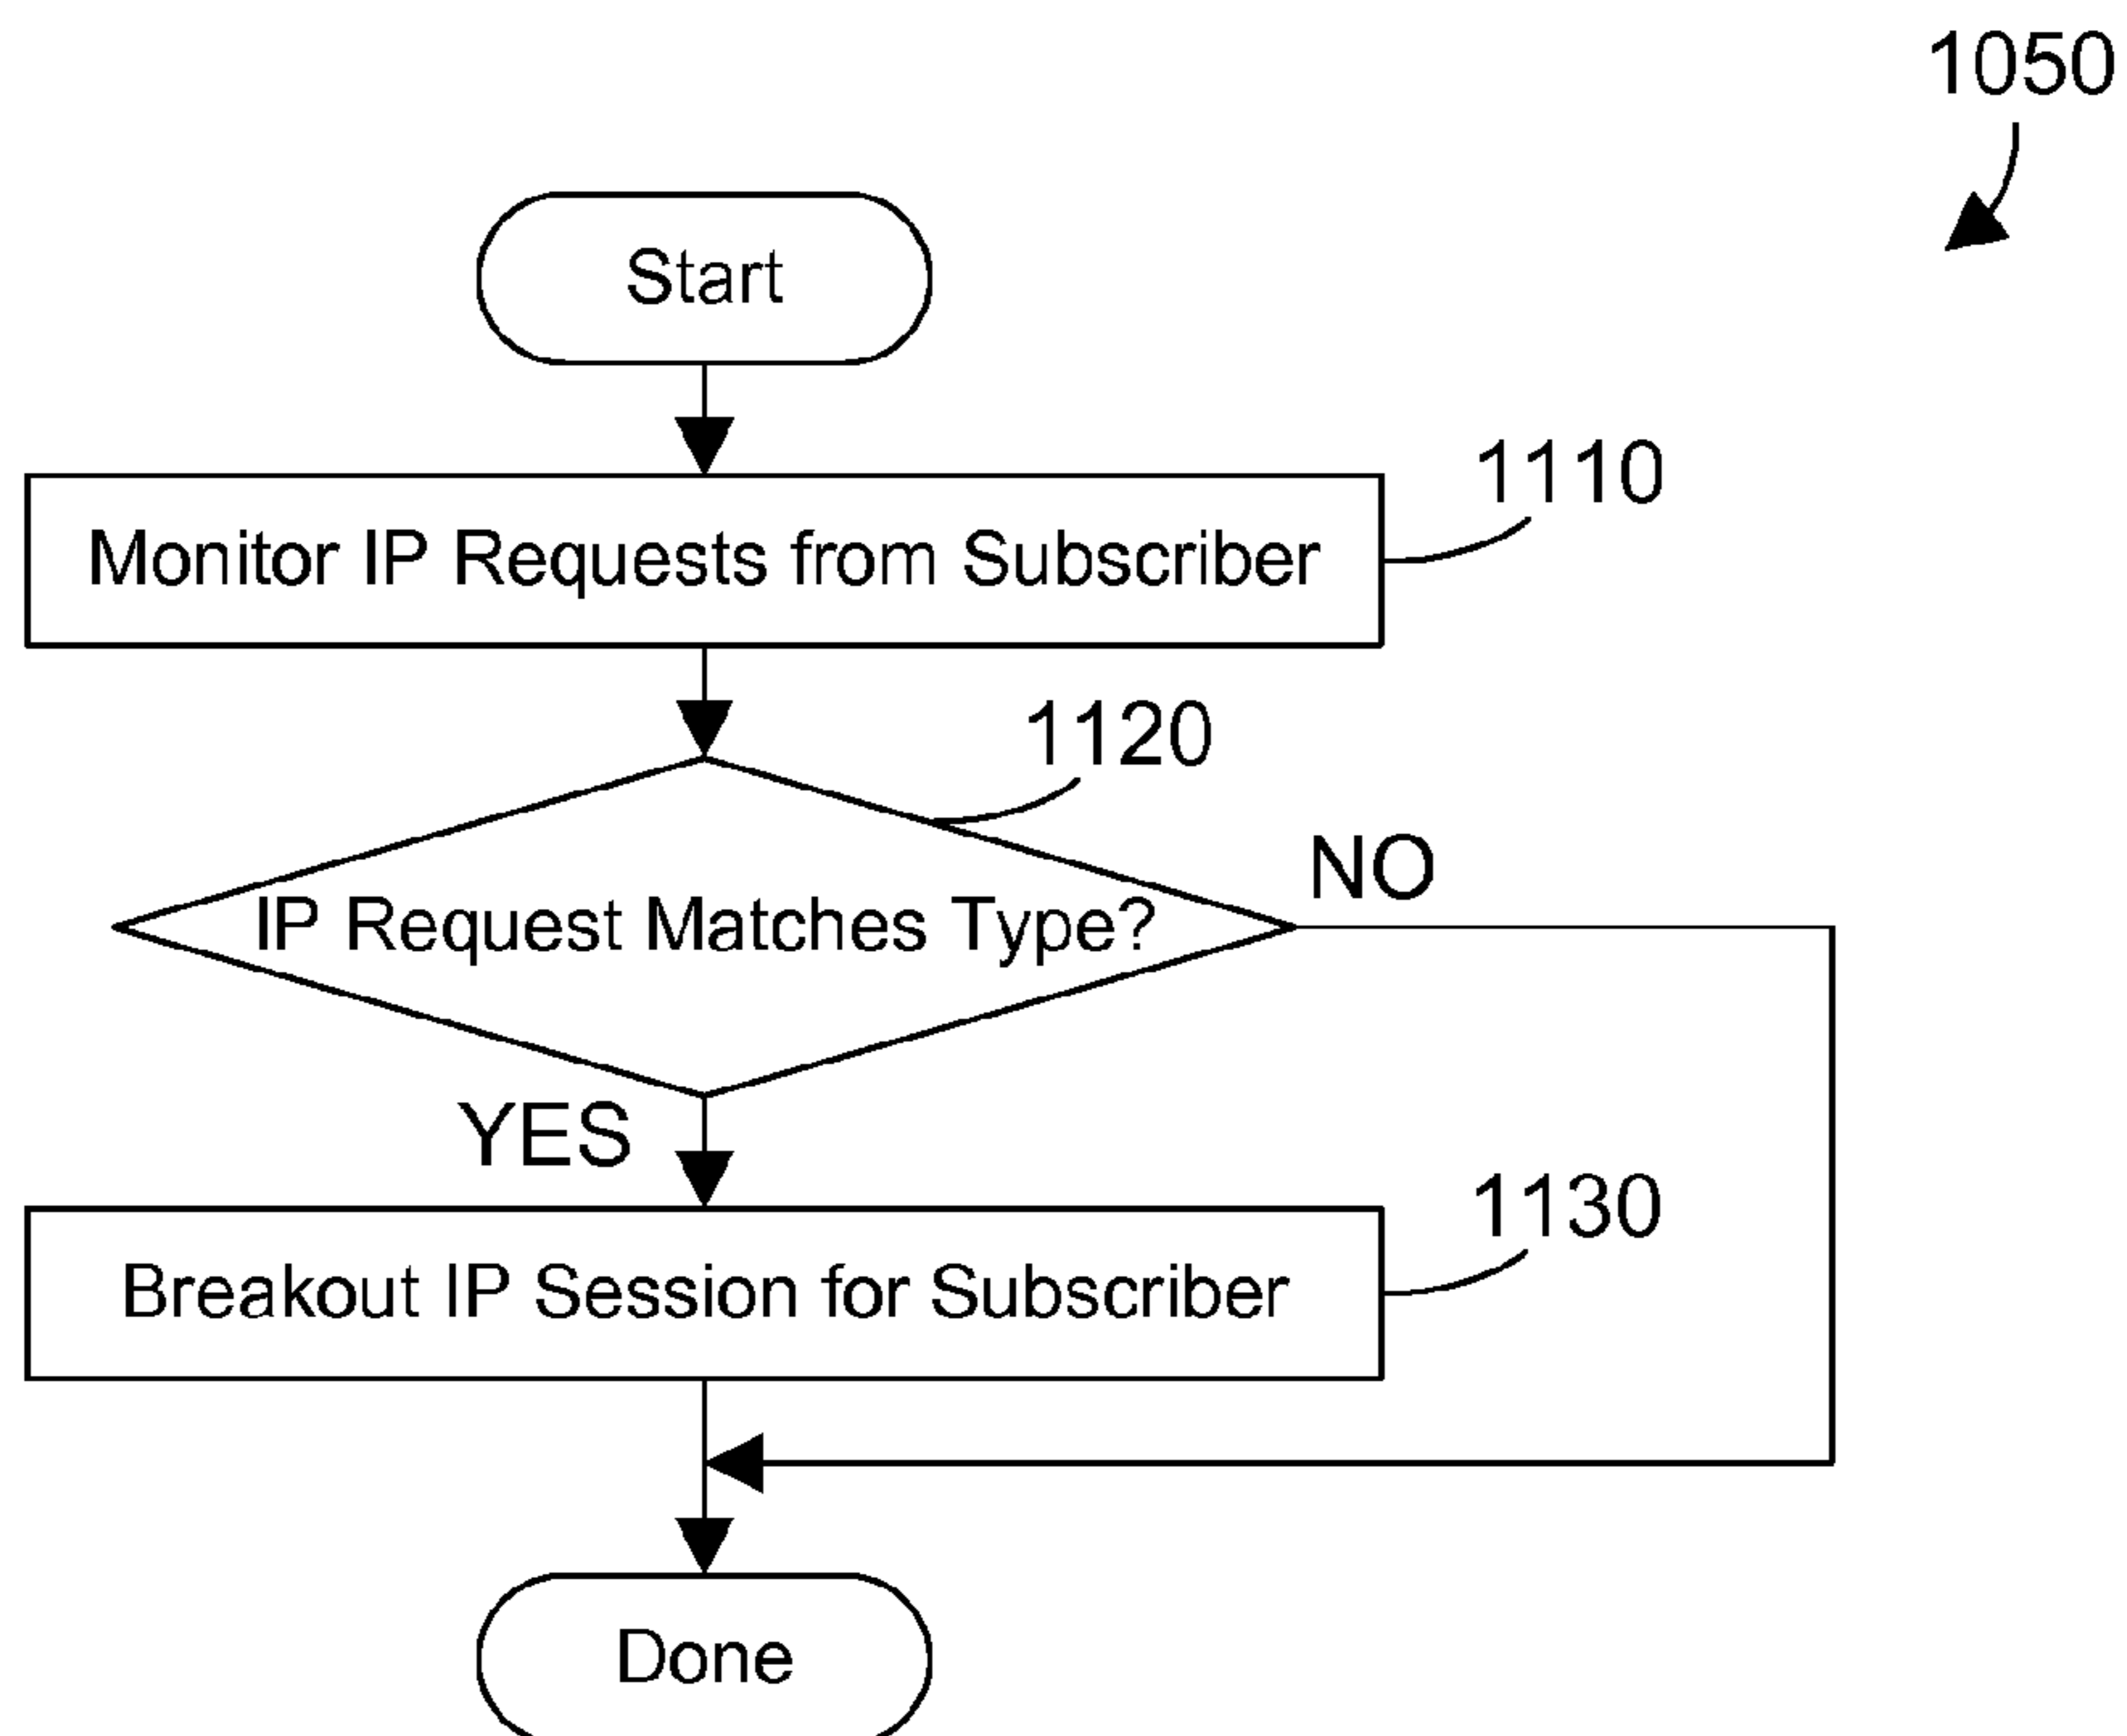 1050
Start
Monitor IP Requests from Subscriber
1110
1120
IP Request Matches Type?
NO
YES
1130
Breakout IP Session for Subscriber
Done